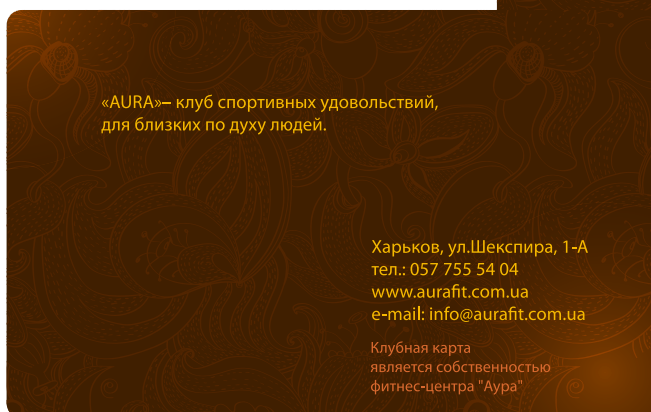 «AURA»– клуб спортивных удовольствий,
для близких по духу людей.
Харьков, ул.Шекспира, 1-А
тел.: 057 755 54 04
www.aurafit.com.ua
e-mail: info@aurafit.com.ua
Клубная карта
является собственностью
фитнес-центра "Аура"